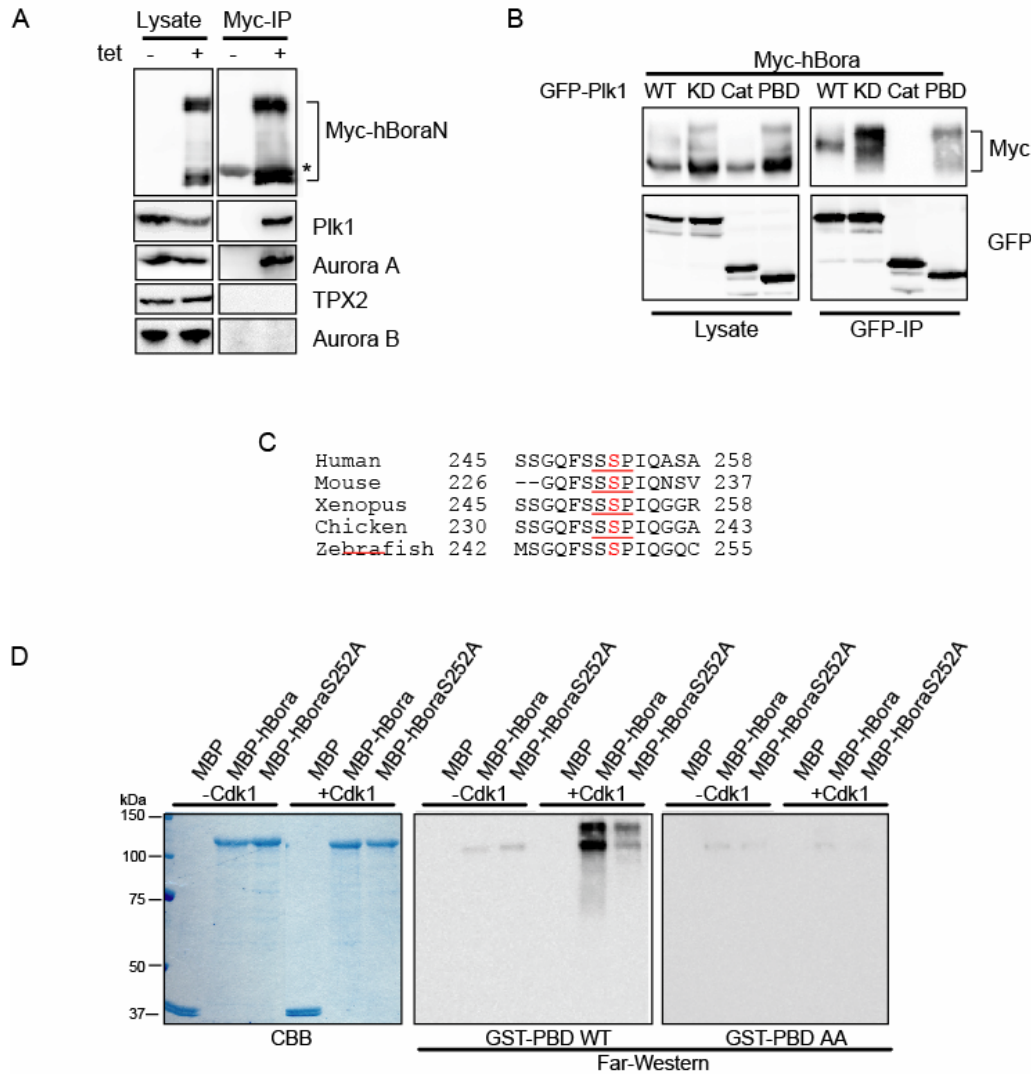 A
Lysate Myc-IP
tet - + - +
Myc-hBoraN
*
Plk1
Aurora A
TPX2
Aurora B
B
Myc-hBora
GFP-Plk1 WT KD Cat PBD WT KD Cat PBD
Myc
GFP
Lysate GFP-IP
C
Human 245 SSGQFSSSPIQASA 258
Mouse 226 --GQFSSSPIQNSV 237
Xenopus 245 SSGQFSSSPIQGGR 258
Chicken 230 SSGQFSSSPIQGGA 243
Zebrafish 242 MSGQFSSSPIQGQC 255
D
MBP MBP-hBora MBP-hBoraS252A MBP MBP-hBora MBP-hBoraS252A MBP MBP-hBora MBP-hBoraS252A MBP MBP-hBora MBP-hBoraS252A MBP MBP-hBora MBP-hBoraS252A MBP MBP-hBora MBP-hBoraS252A
kDa -Cdk1 +Cdk1 -Cdk1 +Cdk1 -Cdk1 +Cdk1
150
100
75
50
37
CBB GST-PBD WT GST-PBD AA
Far-Western